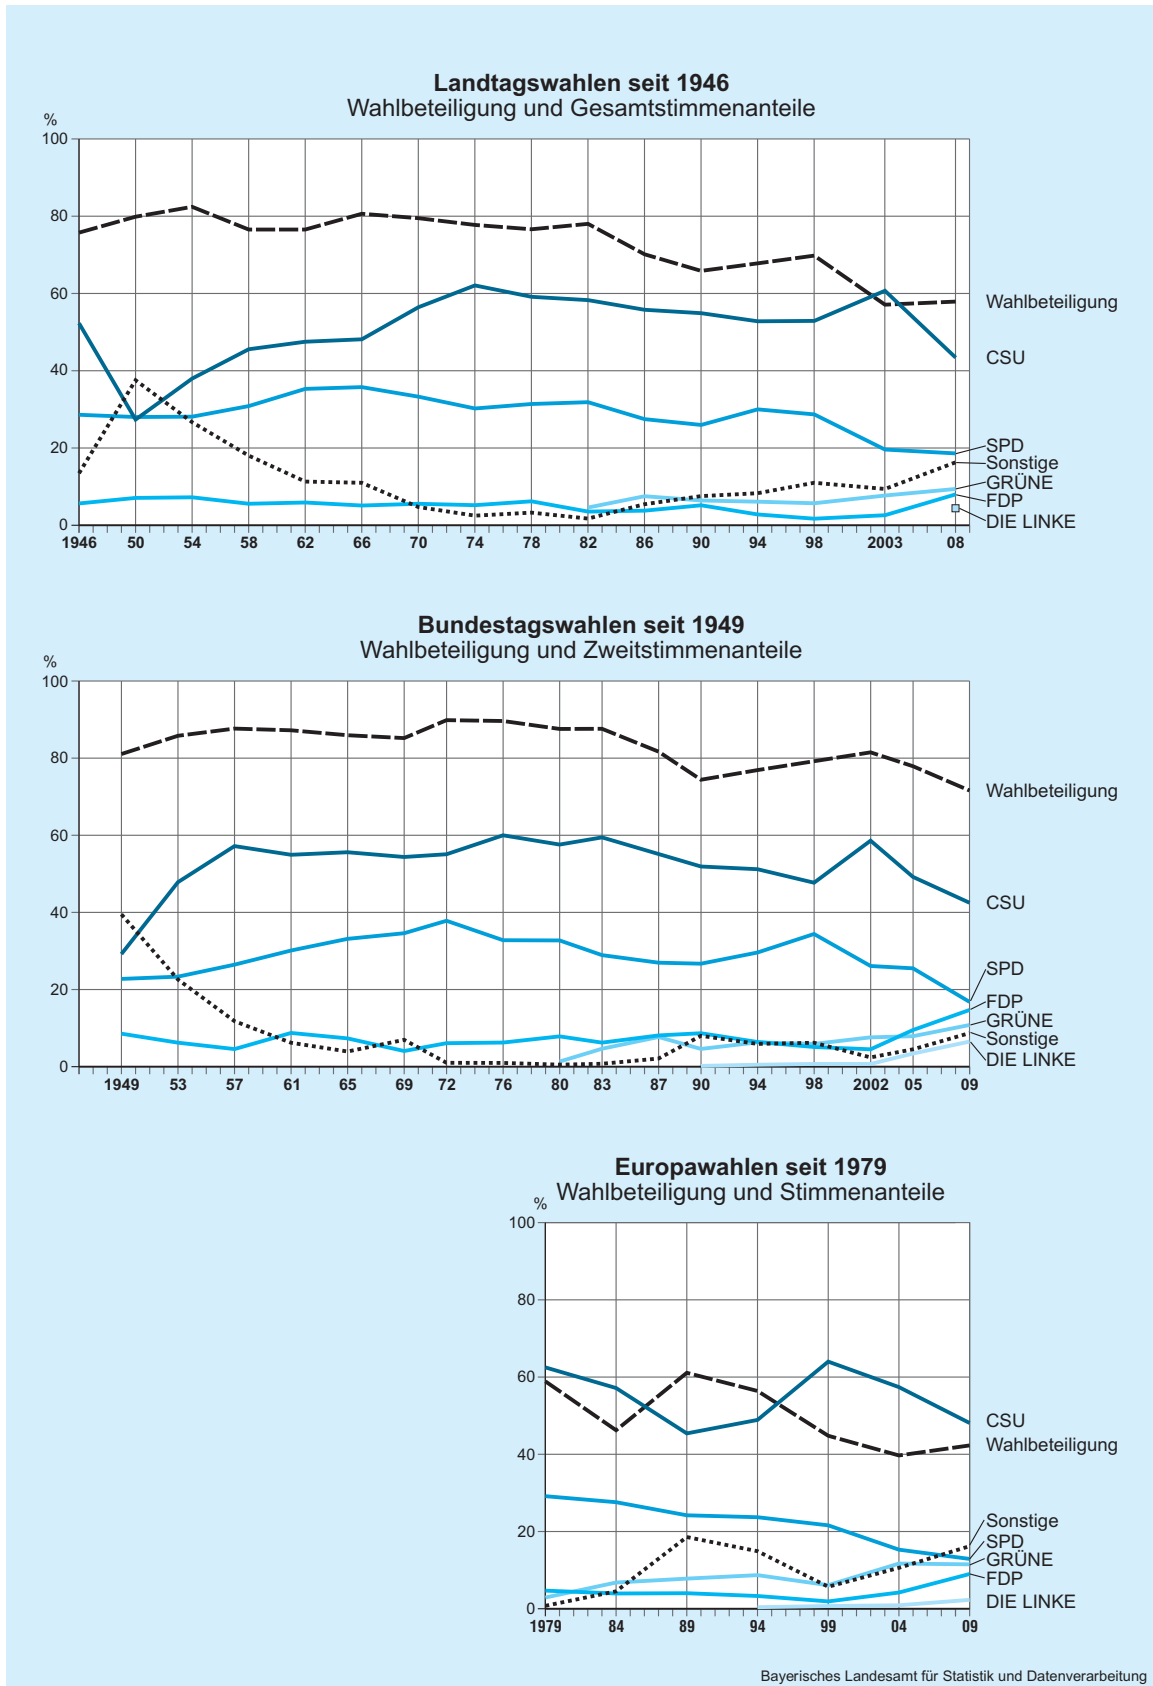 Landtagswahlen seit 1946
Wahlbeteiligung und Gesamtstimmenanteile
%
100
80
60
40
20
0
Wahlbeteiligung
CSU
SPD
Sonstige
GRÜNE
FDP
DIE LINKE
1946 50 54 58 62 66 70 74 78 82 86 90 94 98 2003 08
Bundestagswahlen seit 1949
Wahlbeteiligung und Zweitstimmenanteile
%
100
80
60
40
20
0
Wahlbeteiligung
CSU
SPD
FDP
GRÜNE
Sonstige
DIE LINKE
1949 53 57 61 65 69 72 76 80 83 87 90 94 98 2002 05 09
Europawahlen seit 1979
Wahlbeteiligung und Stimmenanteile
%
100
80
60
40
20
0
CSU
Wahlbeteiligung
Sonstige
SPD
GRÜNE
FDP
DIE LINKE
1979 84 89 94 99 04 09
Bayerisches Landesamt für Statistik und Datenverarbeitung